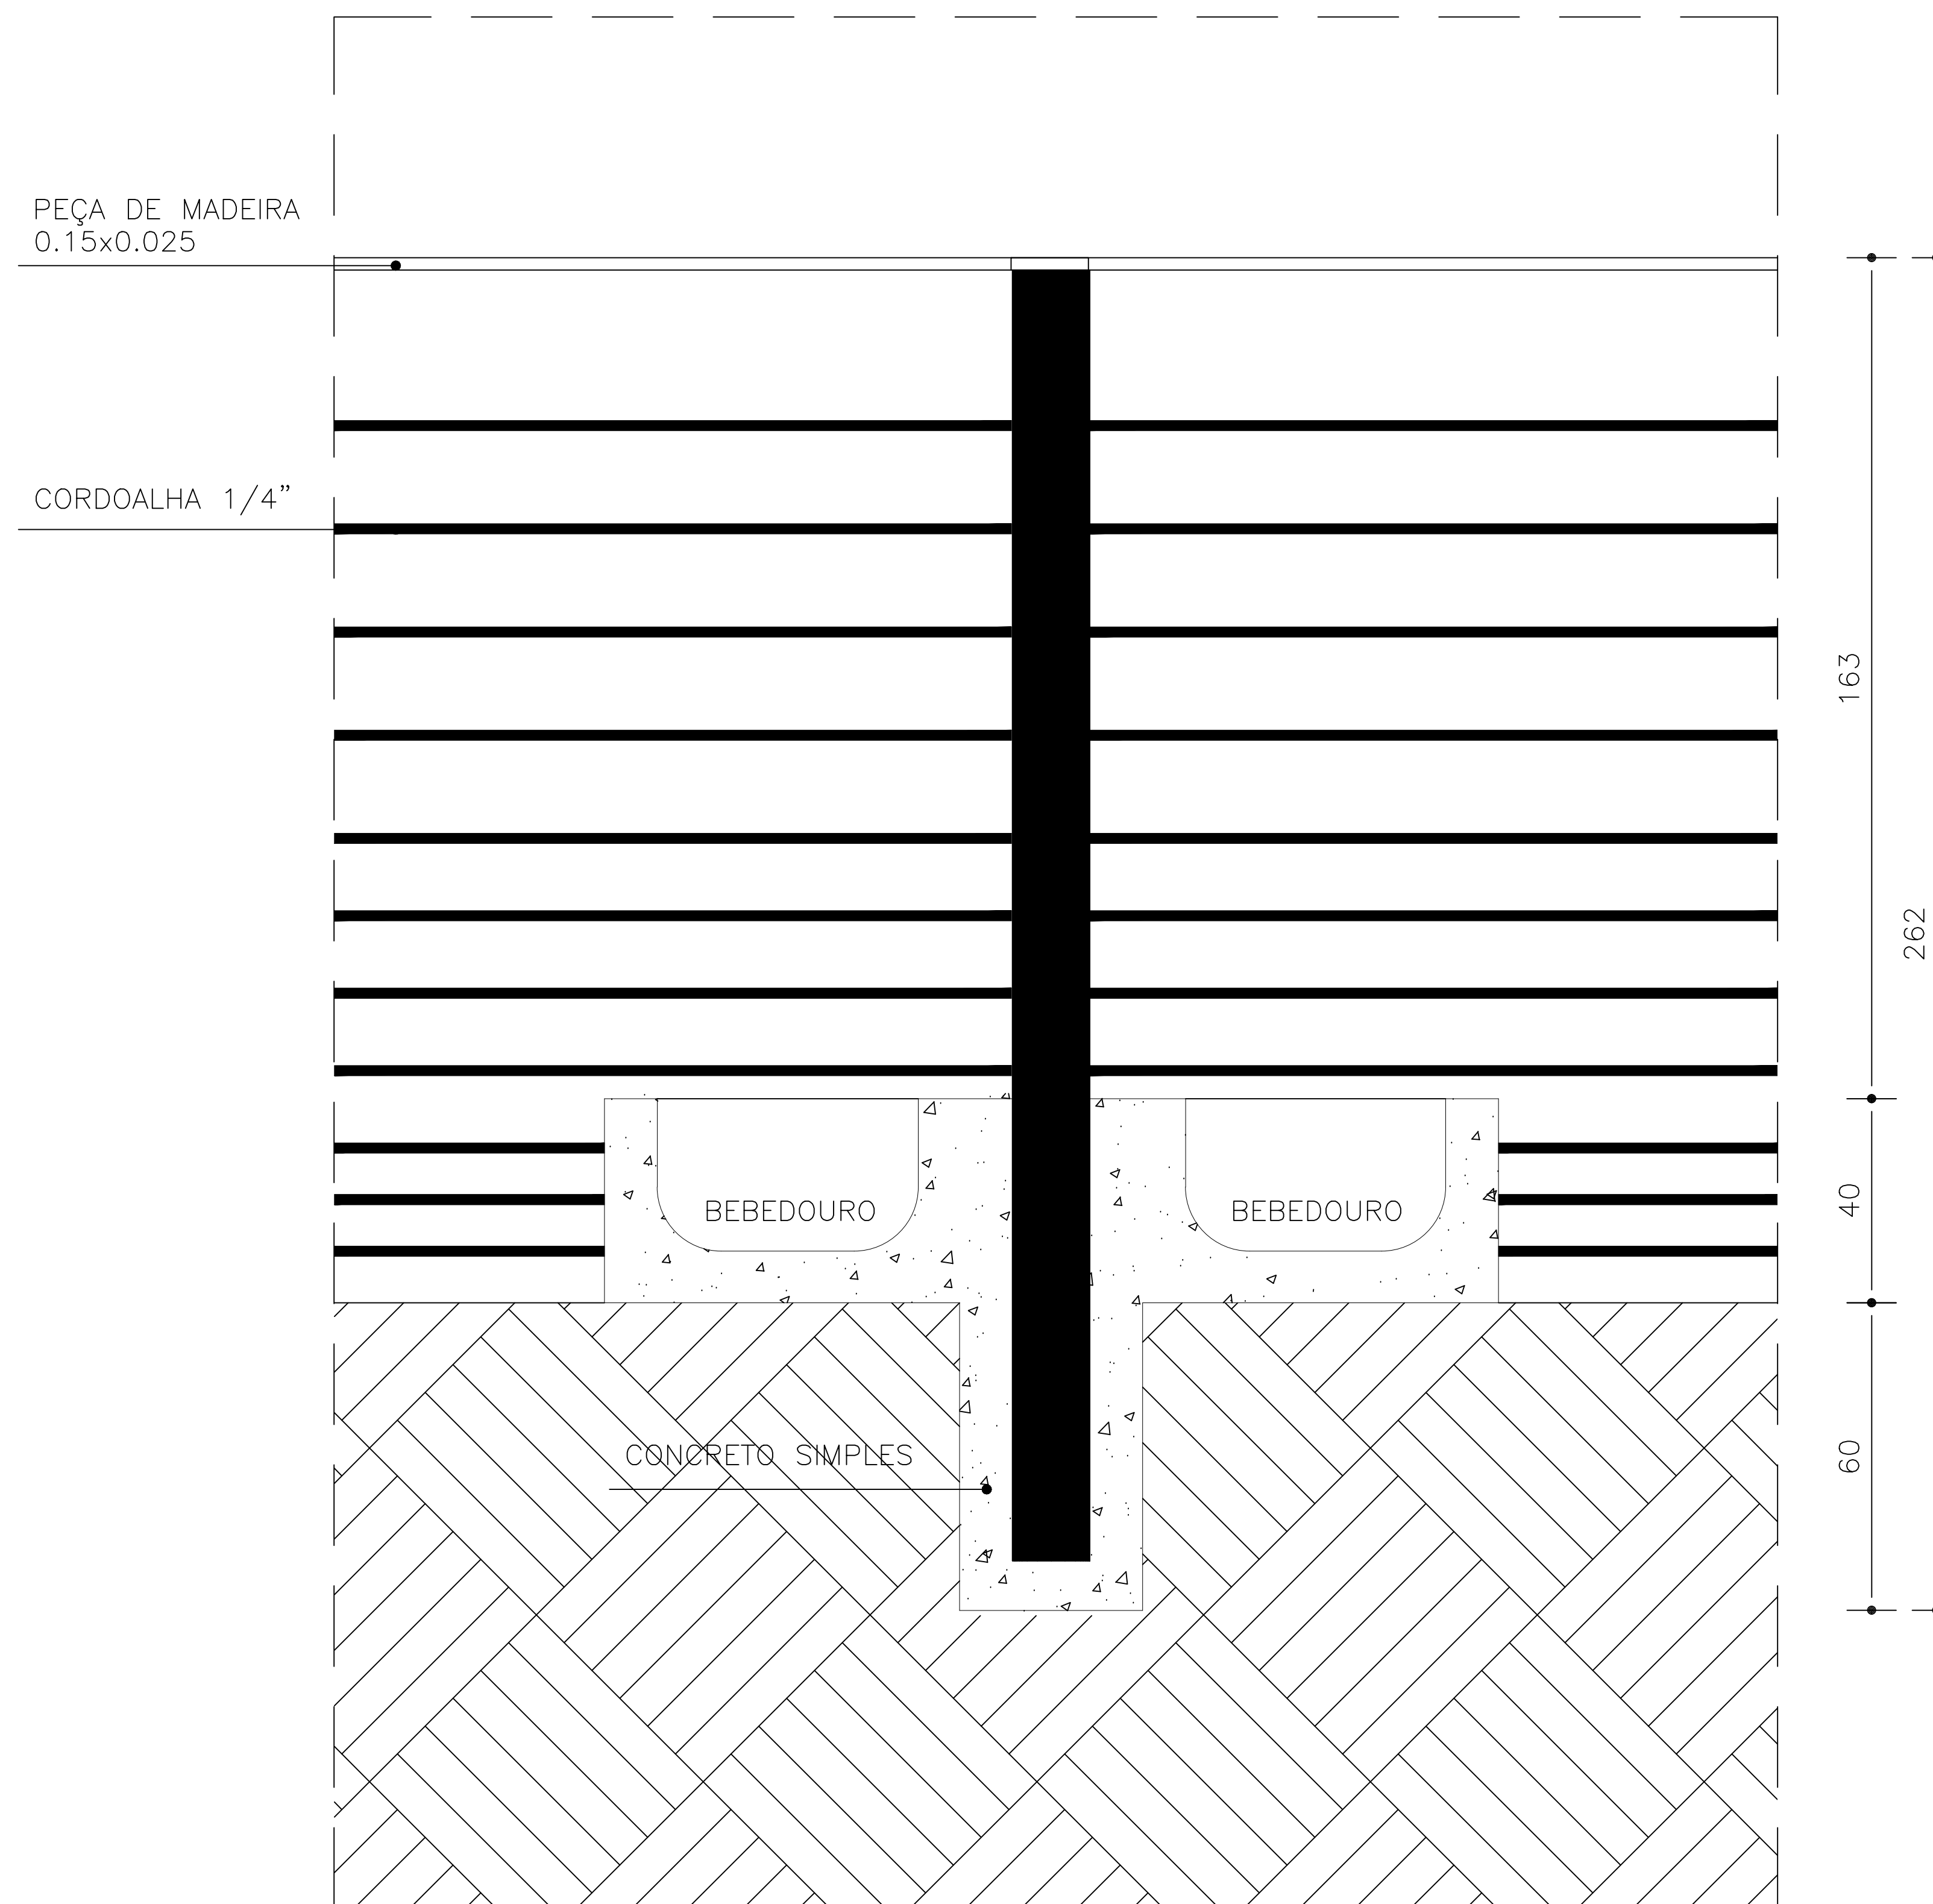 PEÇA DE MADEIRA
0.15x0.025
CORDOALHA 1/4”
163
262
BEBEDOURO
BEBEDOURO
40
CONCRETO SIMPLES
60